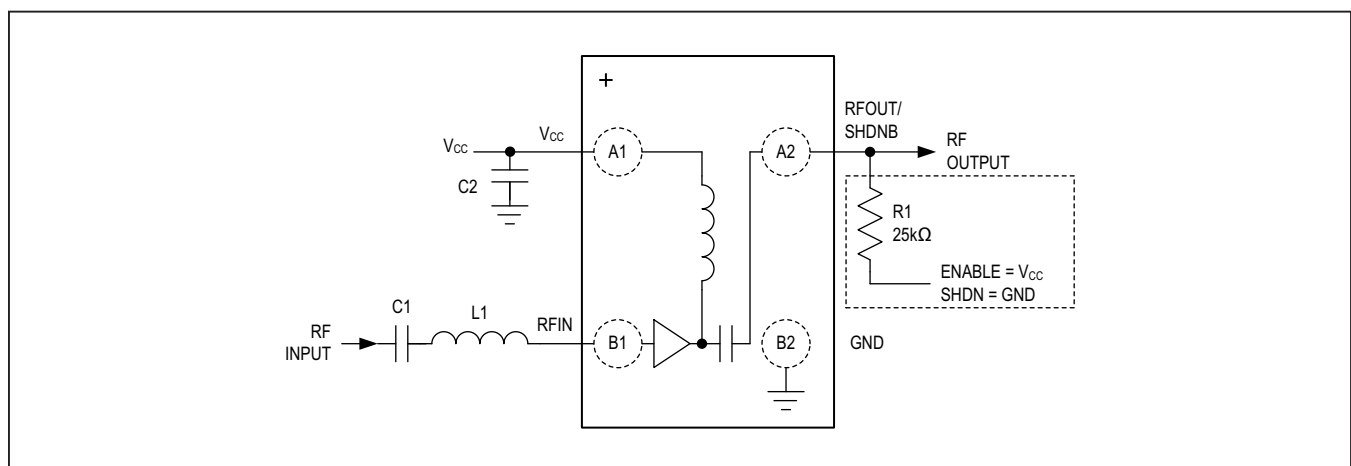 +
VCC
VCC
A1
C2
A2
RFOUT/
SHDNB
RF
OUTPUT
R1
25kΩ
ENABLE = VCC
SHDN = GND
C1
L1
RFIN
RF
INPUT
B1
B2
GND